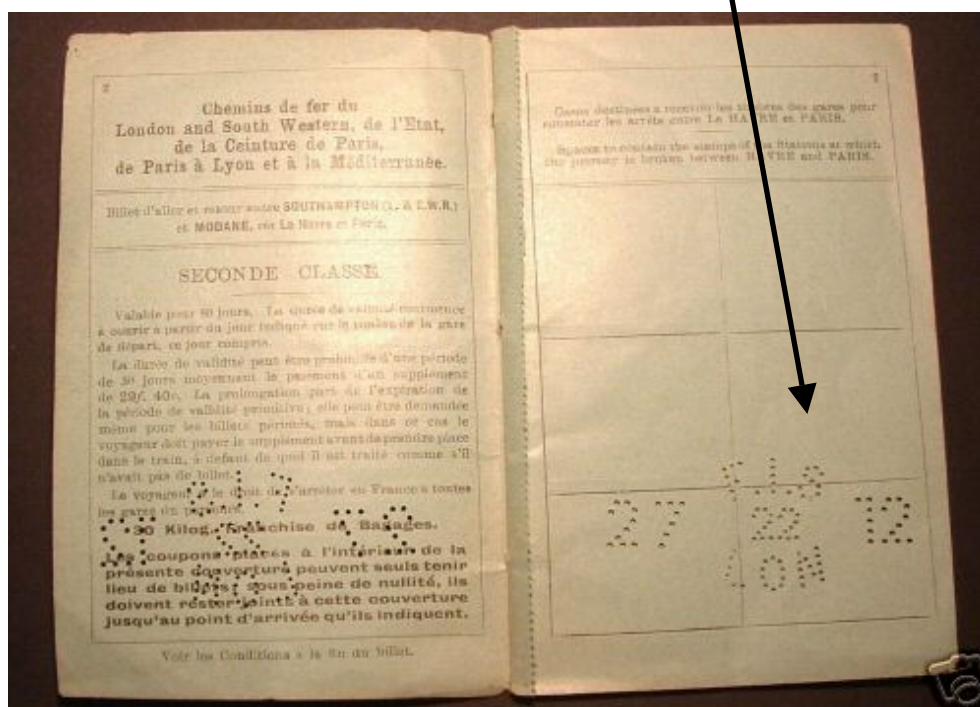 2
Chemins de fer du
London and South Western, de l'Etat,
de la Ceinture de Paris,
de Paris à Lyon et à la Méditerranée.
Billet d'aller et retour entre SOUTHAMPTON (L. & S.W.R.)
et MODANE, via Le Havre et Paris.
SECONDE CLASSE
Valable pour 60 jours. La durée de validité commence
à courir à partir du jour indiqué sur le timbre de la gare
de départ, ce jour compris.
La durée de validité peut être prolongée d'une période
de 30 jours moyennant le paiement d'un supplément
de 29f. 40c. La prolongation part de l'expiration de
la période de validité primitive; elle peut être demandée
même pour les billets périmés, mais dans ce cas le
voyageur doit payer le supplément avant de prendre place
dans le train, à défaut de quoi il est traité comme s'il
n'avait pas de billet.
Le voyageur a le droit de s'arrêter en France à toutes
les gares du parcours.
30 Kilog. Franchise de Bagages.
Les coupons placés à l'intérieur de la
présente couverture peuvent seuls tenir
lieu de billets; sous peine de nullité, ils
doivent rester joints à cette couverture
jusqu'au point d'arrivée qu'ils indiquent.
Voir les Conditions à la fin du billet.
Cases destinées à recevoir les timbres des gares pour
constater les arrêts entre Le HAVRE et PARIS.
Spaces to contain the stamps of the Stations at which
the journey is broken between HAVRE and PARIS.
27 22 12
LON